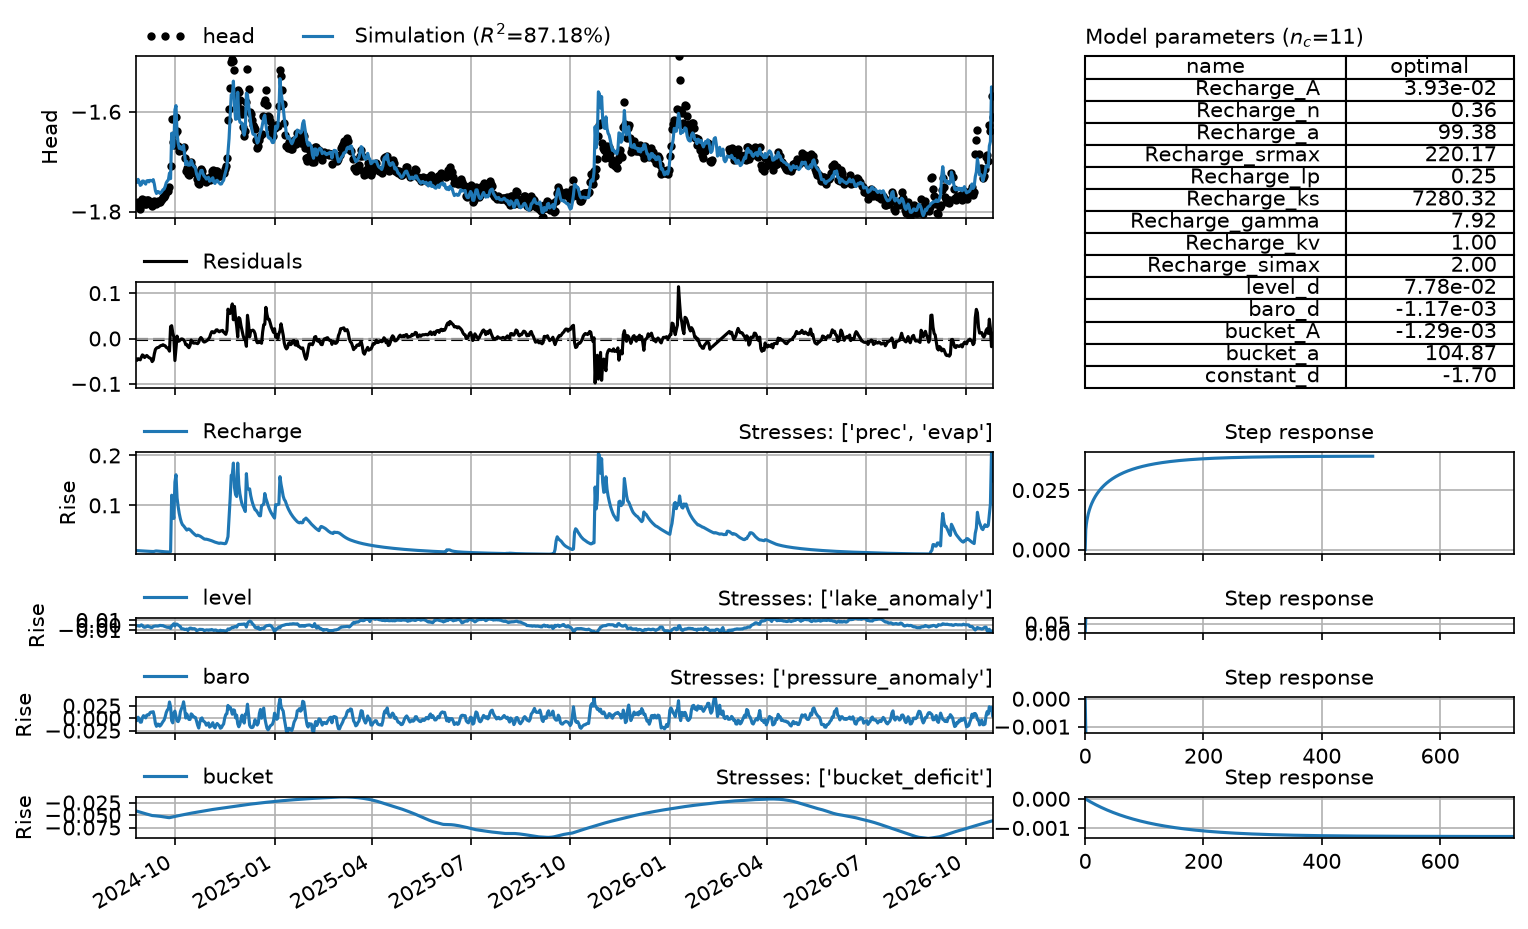 head Simulation (R²=87.18%)
Head
−1.6
−1.8
Model parameters (n_c=11)
name optimal
Recharge_A 3.93e-02
Recharge_n 0.36
Recharge_a 99.38
Recharge_srmax 220.17
Recharge_lp 0.25
Recharge_ks 7280.32
Recharge_gamma 7.92
Recharge_kv 1.00
Recharge_simax 2.00
level_d 7.78e-02
baro_d -1.17e-03
bucket_A -1.29e-03
bucket_a 104.87
constant_d -1.70
Residuals
0.1
0.0
−0.1
Recharge Stresses: ['prec', 'evap']
Rise
0.2
0.1
Step response
0.025
0.000
level Stresses: ['lake_anomaly']
Rise
0.01
−0.01
Step response
0.05
0.00
baro Stresses: ['pressure_anomaly']
Rise
0.025
0.000
−0.025
Step response
0.000
−0.001
0 200 400 600
bucket Stresses: ['bucket_deficit']
Rise
−0.025
−0.050
−0.075
2024-10 2025-01 2025-04 2025-07 2025-10 2026-01 2026-04 2026-07 2026-10
Step response
0.000
−0.001
0 200 400 600